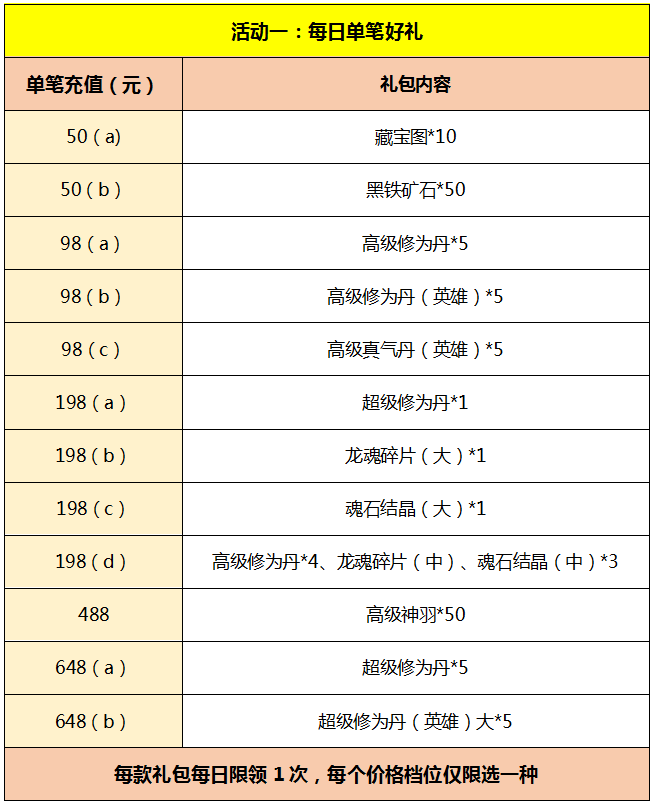 活动一：每日单笔好礼
单笔充值（元） 礼包内容
50（a） 藏宝图*10
50（b） 黑铁矿石*50
98（a） 高级修为丹*5
98（b） 高级修为丹（英雄）*5
98（c） 高级真气丹（英雄）*5
198（a） 超级修为丹*1
198（b） 龙魂碎片（大）*1
198（c） 魂石结晶（大）*1
198（d） 高级修为丹*4、龙魂碎片（中）、魂石结晶（中）*3
488 高级神羽*50
648（a） 超级修为丹*5
648（b） 超级修为丹（英雄）大*5
每款礼包每日限领 1 次，每个价格档位仅限选一种